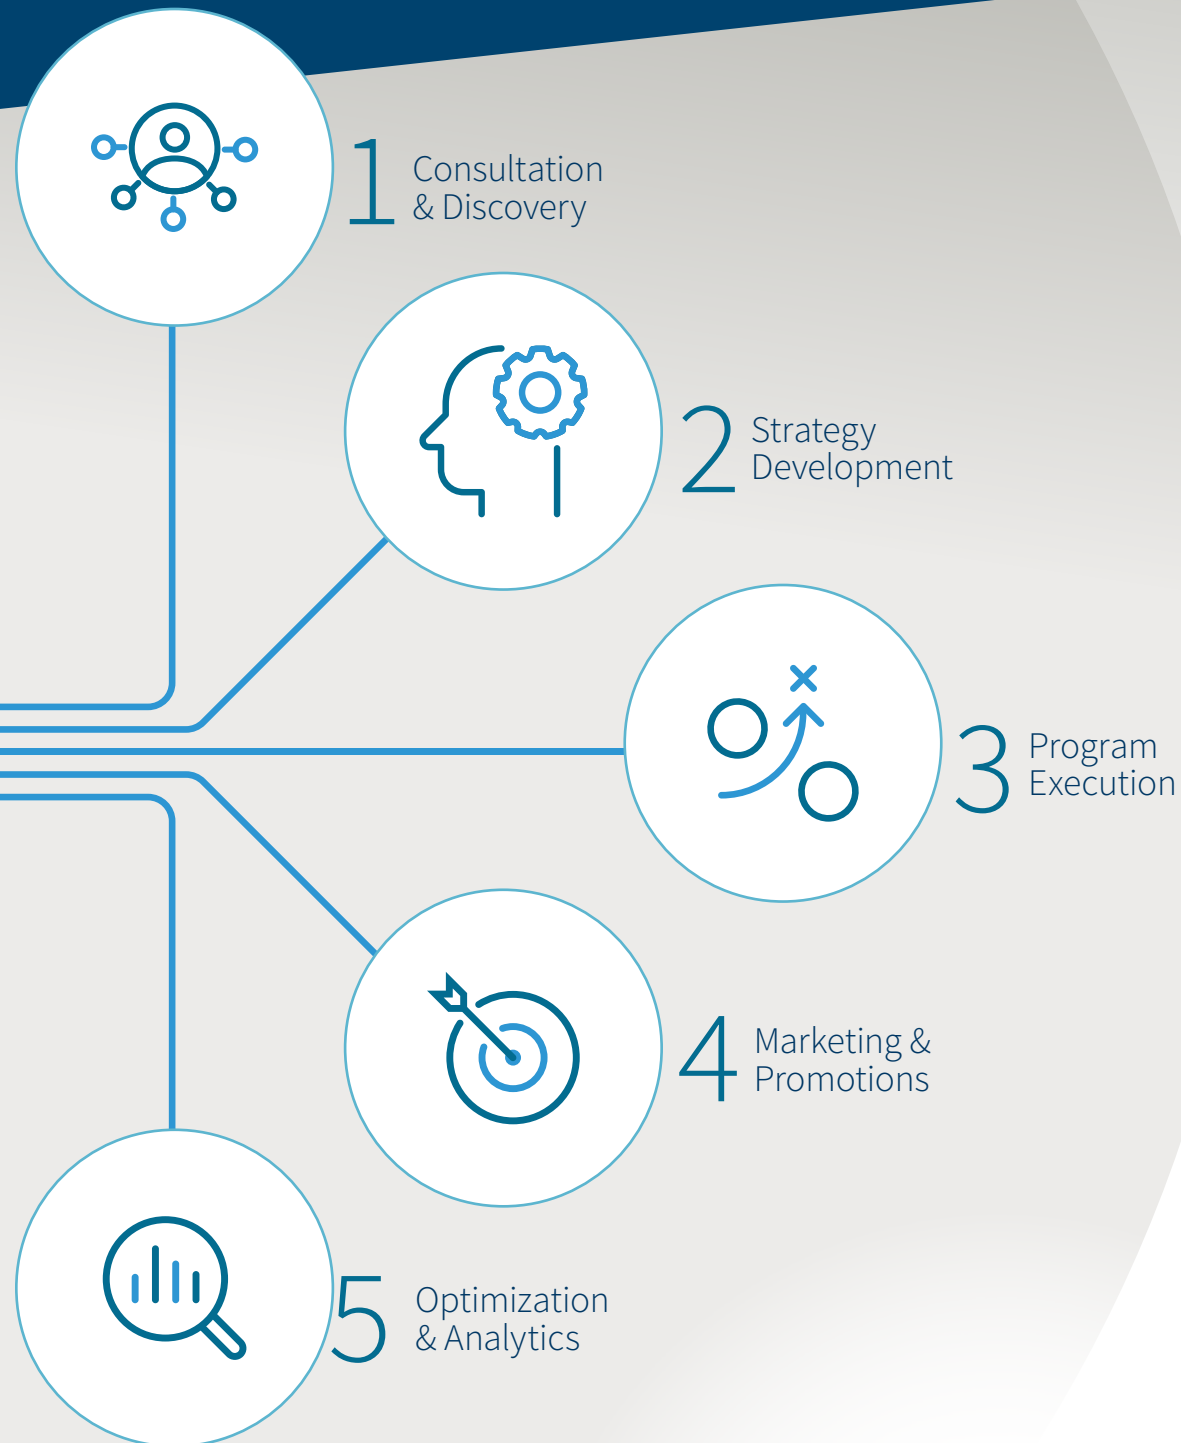 1 Consultation
& Discovery
2 Strategy
Development
3 Program
Execution
4 Marketing &
Promotions
5 Optimization
& Analytics